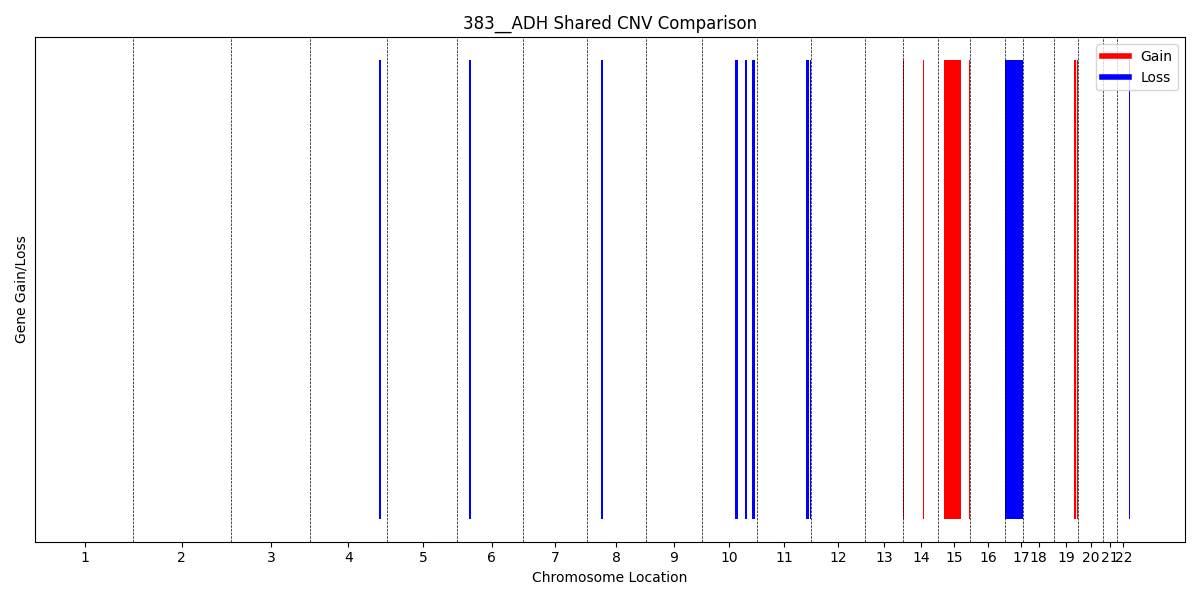 383__ADH Shared CNV Comparison
Gain
Loss
Gene Gain/Loss
1 2 3 4 5 6 7 8 9 10 11 12 13 14 15 16 17 18 19 20 21 22
Chromosome Location